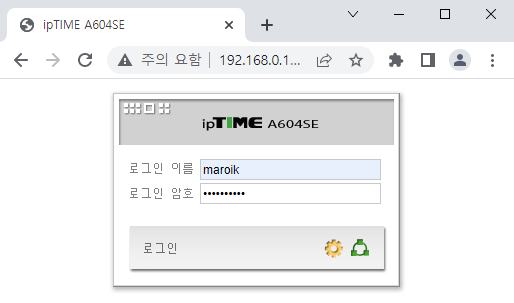 ipTIME A604SE
주의 요함
192.168.0.1...
ipTIME A604SE
로그인 이름
maroik
로그인 암호
••••••••••
로그인